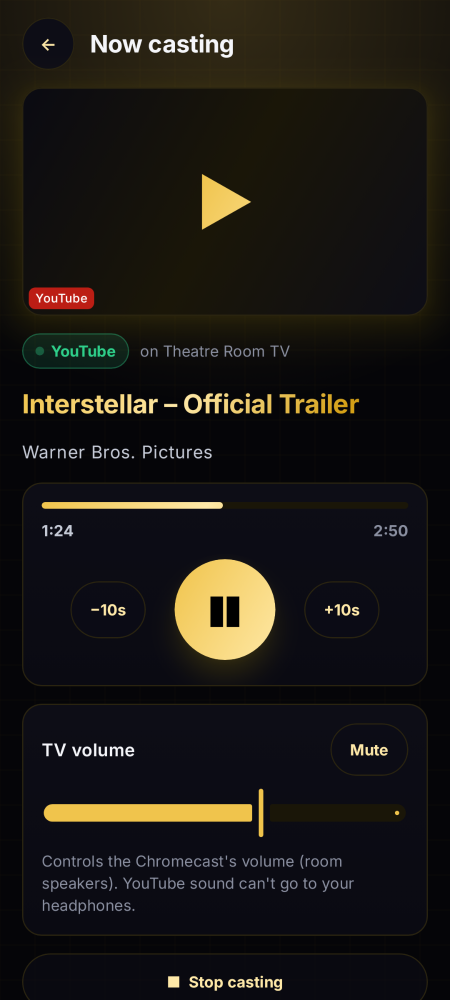 Now casting
YouTube
YouTube
on Theatre Room TV
Interstellar – Official Trailer
Warner Bros. Pictures
1:24
2:50
−10s
+10s
TV volume
Mute
Controls the Chromecast's volume (room
speakers). YouTube sound can't go to your
headphones.
Stop casting